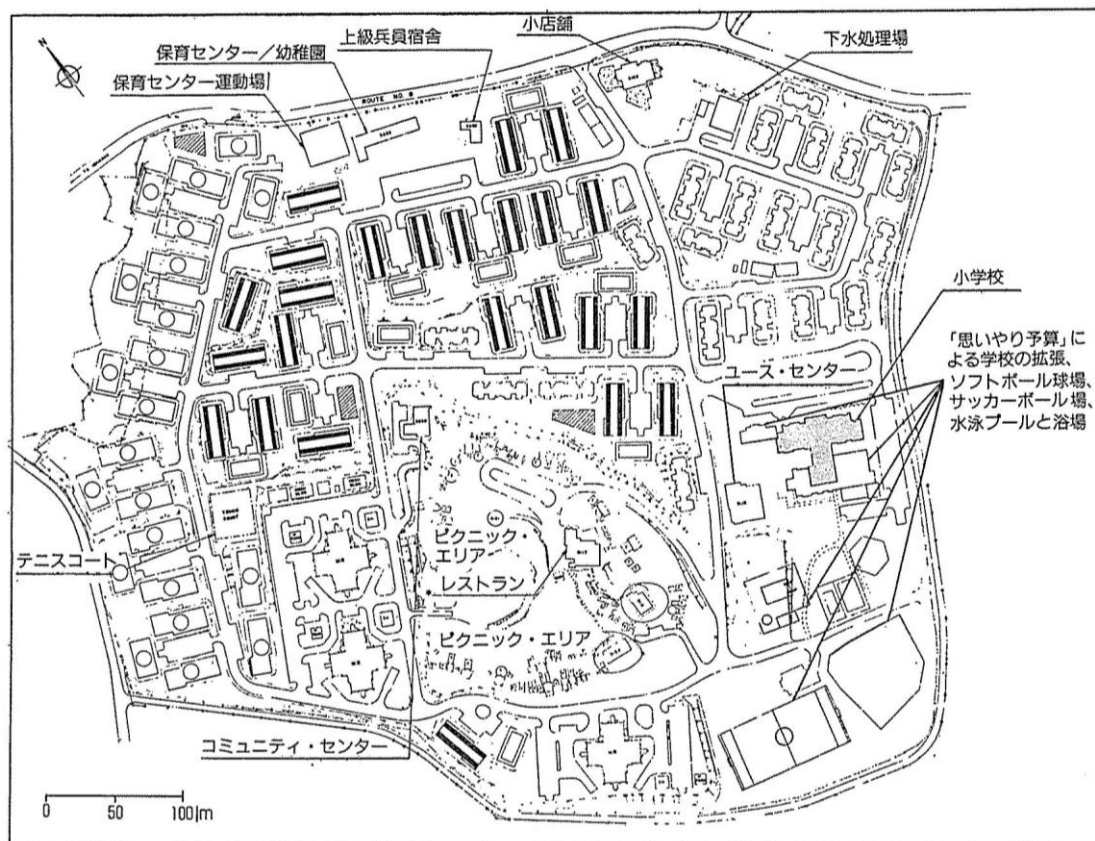 小店舗
上級兵員宿舎
下水処理場
保育センター/幼稚園
保育センター運動場
N
ROUTE NO. 8
小学校
「思いやり予算」に
よる学校の拡張、
ソフトボール球場、
サッカーボール場、
水泳プールと浴場
ユース・センター
テニスコート
TENNIS
COURT
ピクニック・
エリア
レストラン
ピクニック・エリア
コミュニティ・センター
0 50 100m